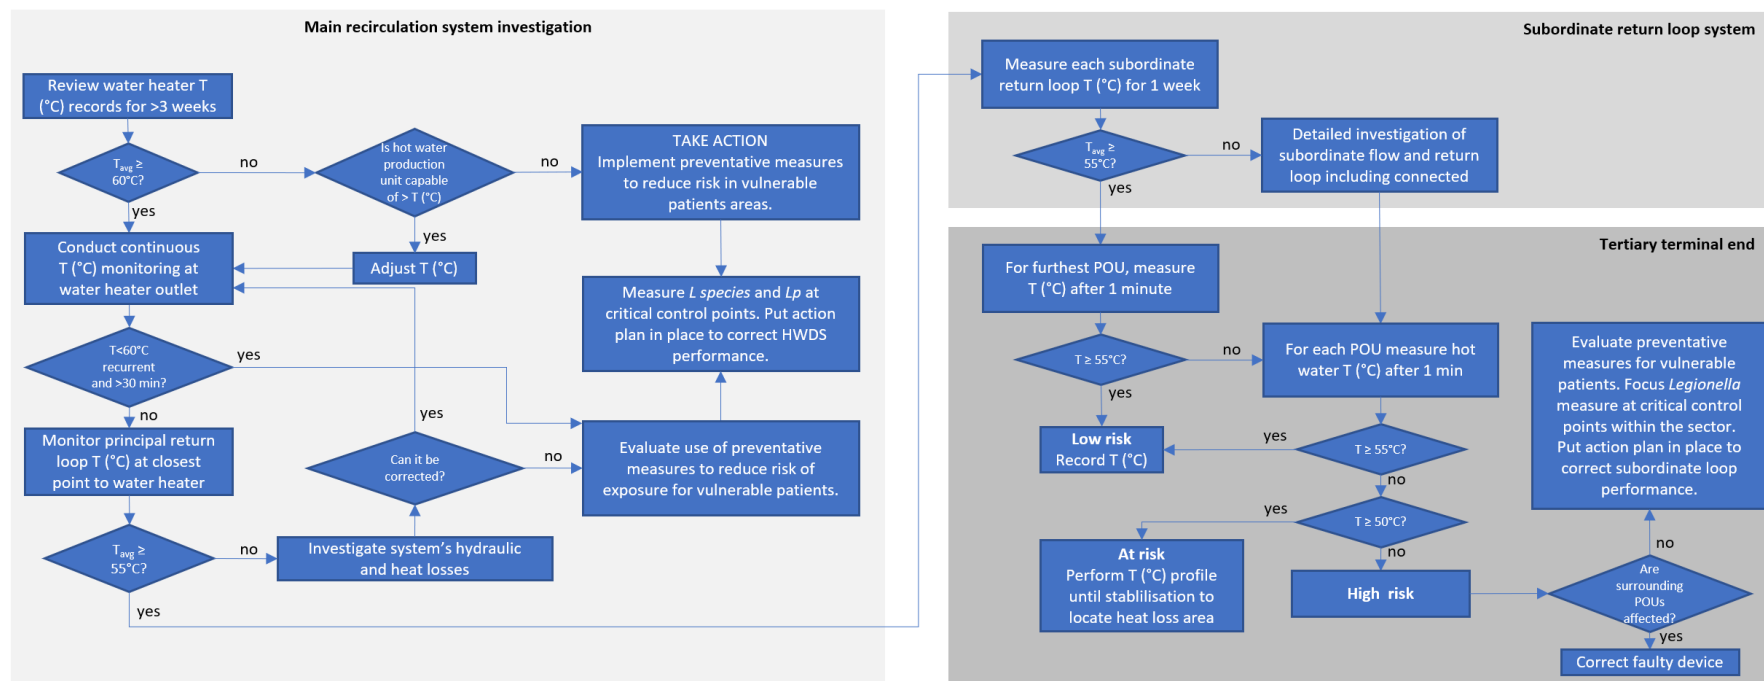 Main recirculation system investigation
Review water heater T
(°C) records for >3 weeks
Tavg ≥
60°C?
no
yes
Is hot water
production
unit capable
of > T (°C)
no
yes
TAKE ACTION
Implement preventative measures
to reduce risk in vulnerable
patients areas.
Conduct continuous
T (°C) monitoring at
water heater outlet
Adjust T (°C)
Measure L species and Lp at
critical control points. Put action
plan in place to correct HWDS
performance.
T<60°C
recurrent
and >30 min?
yes
no
Monitor principal return
loop T (°C) at closest
point to water heater
yes
Can it be
corrected?
no
Evaluate use of preventative
measures to reduce risk of
exposure for vulnerable patients.
Tavg ≥
55°C?
no
yes
Investigate system's hydraulic
and heat losses
Subordinate return loop system
Measure each subordinate
return loop T (°C) for 1 week
Tavg ≥
55°C?
no
yes
Detailed investigation of
subordinate flow and return
loop including connected
Tertiary terminal end
For furthest POU, measure
T (°C) after 1 minute
T ≥ 55°C?
no
yes
For each POU measure hot
water T (°C) after 1 min
Low risk
Record T (°C)
yes
T ≥ 55°C?
no
yes
T ≥ 50°C?
no
At risk
Perform T (°C) profile
until stablilisation to
locate heat loss area
High risk
Evaluate preventative
measures for vulnerable
patients. Focus Legionella
measure at critical control
points within the sector.
Put action plan in place to
correct subordinate loop
performance.
no
Are
surrounding
POUs
affected?
yes
Correct faulty device